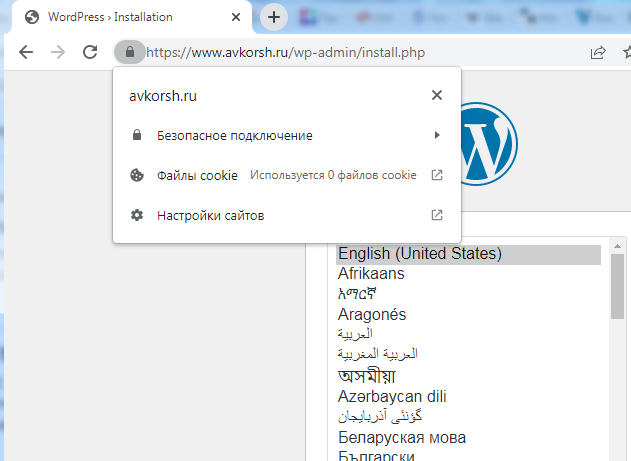 WordPress › Installation
https://www.avkorsh.ru/wp-admin/install.php
avkorsh.ru
Безопасное подключение
Файлы cookie Используется 0 файлов cookie
Настройки сайтов
English (United States)
Afrikaans
አማርኛ
Aragonés
العربية
العربية المغربية
অসমীয়া
Azərbaycan dili
گؤنئی آذربایجان
Беларуская мова
Български